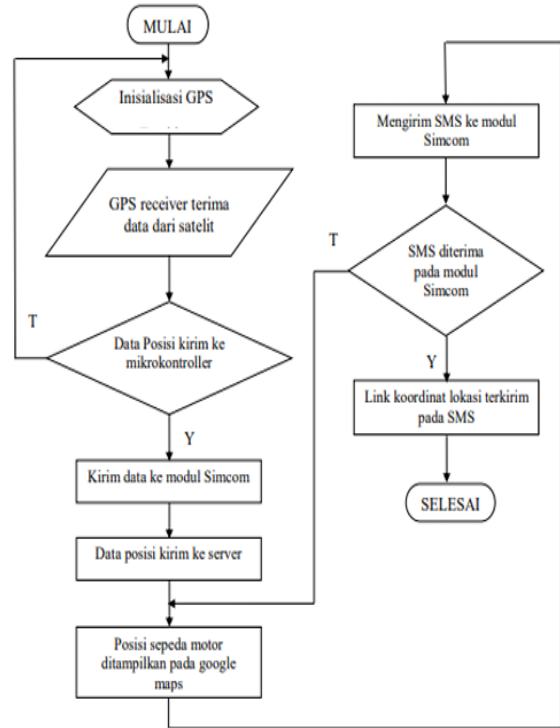 MULAI
Inisialisasi GPS
GPS receiver terima
data dari satelit
T
Data Posisi kirim ke
mikrokontroller
Y
Kirim data ke modul Simcom
Data posisi kirim ke server
Posisi sepeda motor
ditampilkan pada google
maps
Mengirim SMS ke modul
Simcom
T
SMS diterima
pada modul
Simcom
Y
Link koordinat lokasi terkirim
pada SMS
SELESAI